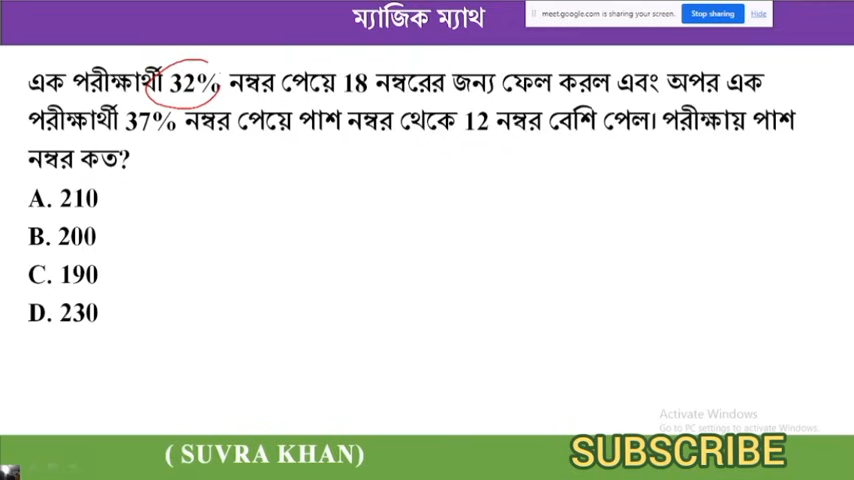 ম্যাজিক ম্যাথ
meet.google.com is sharing your screen. Stop sharing Hide
এক পরীক্ষার্থী 32% নম্বর পেয়ে 18 নম্বরের জন্য ফেল করল এবং অপর এক
পরীক্ষার্থী 37% নম্বর পেয়ে পাশ নম্বর থেকে 12 নম্বর বেশি পেল। পরীক্ষায় পাশ
নম্বর কত?
A. 210
B. 200
C. 190
D. 230
Activate Windows
Go to PC settings to activate Windows.
( SUVRA KHAN)
SUBSCRIBE